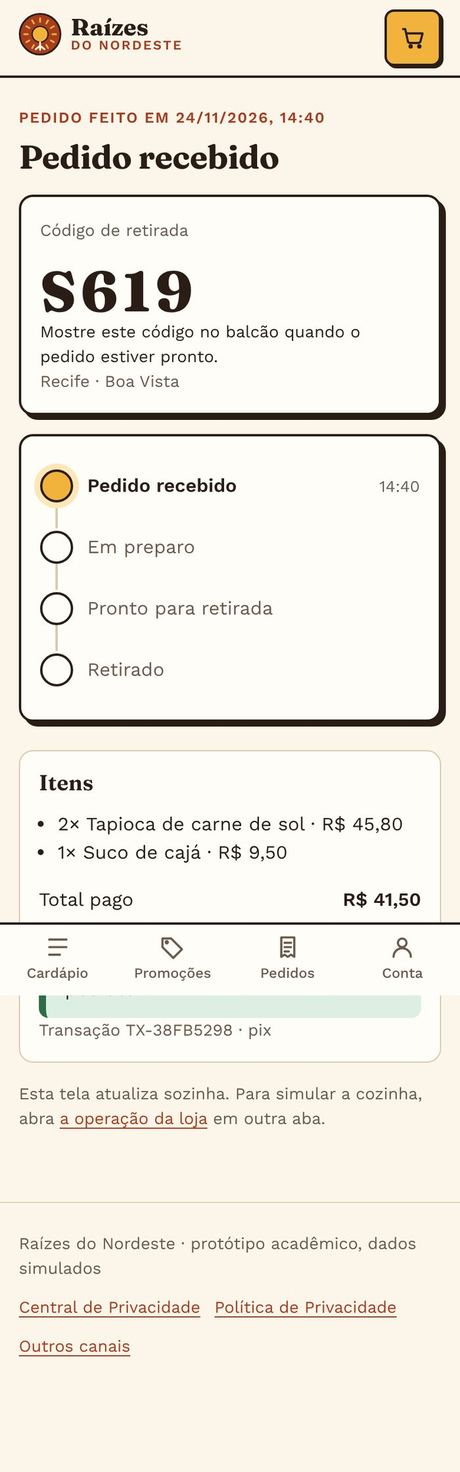 Raízes
DO NORDESTE
PEDIDO FEITO EM 24/11/2026, 14:40
Pedido recebido
Código de retirada
S619
Mostre este código no balcão quando o
pedido estiver pronto.
Recife · Boa Vista
Pedido recebido 14:40
Em preparo
Pronto para retirada
Retirado
Itens
• 2× Tapioca de carne de sol · R$ 45,80
• 1× Suco de cajá · R$ 9,50
Total pago R$ 41,50
Cardápio Promoções Pedidos Conta
Transação TX-38FB5298 · pix
Esta tela atualiza sozinha. Para simular a cozinha,
abra a operação da loja em outra aba.
Raízes do Nordeste · protótipo acadêmico, dados
simulados
Central de Privacidade Política de Privacidade
Outros canais